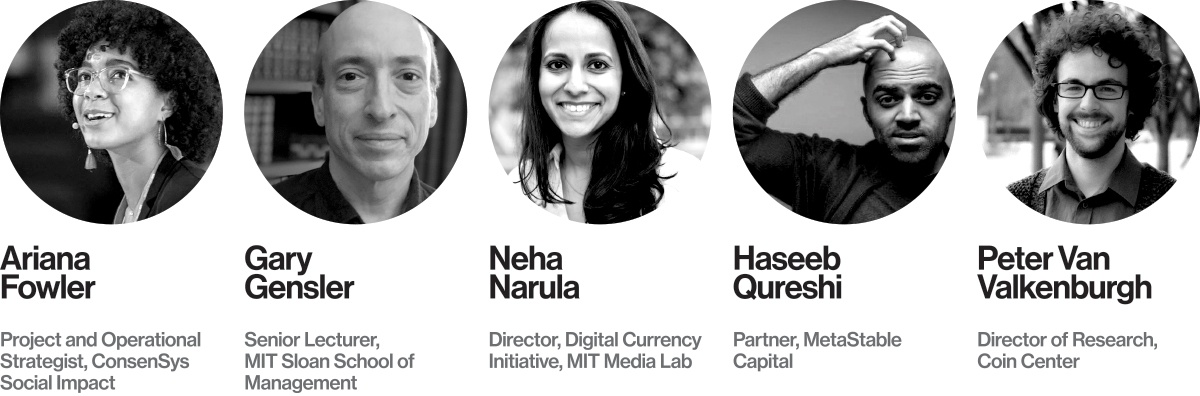 Ariana
Fowler
Project and Operational
Strategist, ConsenSys
Social Impact
Gary
Gensler
Senior Lecturer,
MIT Sloan School of
Management
Neha
Narula
Director, Digital Currency
Initiative, MIT Media Lab
Haseeb
Qureshi
Partner, MetaStable
Capital
Peter Van
Valkenburgh
Director of Research,
Coin Center